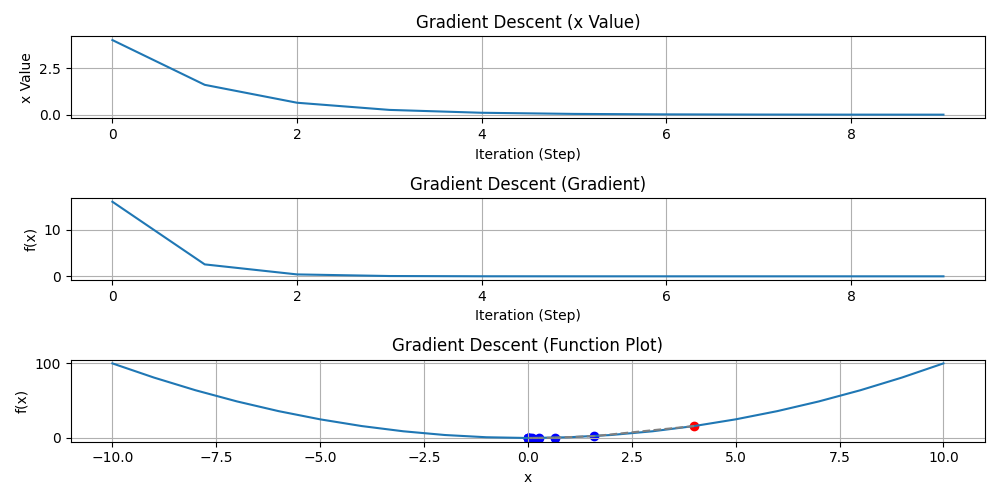 Gradient Descent (x Value)
2.5
0.0
x Value
0 2 4 6 8
Iteration (Step)
Gradient Descent (Gradient)
10
0
f(x)
0 2 4 6 8
Iteration (Step)
Gradient Descent (Function Plot)
100
0
f(x)
−10.0 −7.5 −5.0 −2.5 0.0 2.5 5.0 7.5 10.0
x